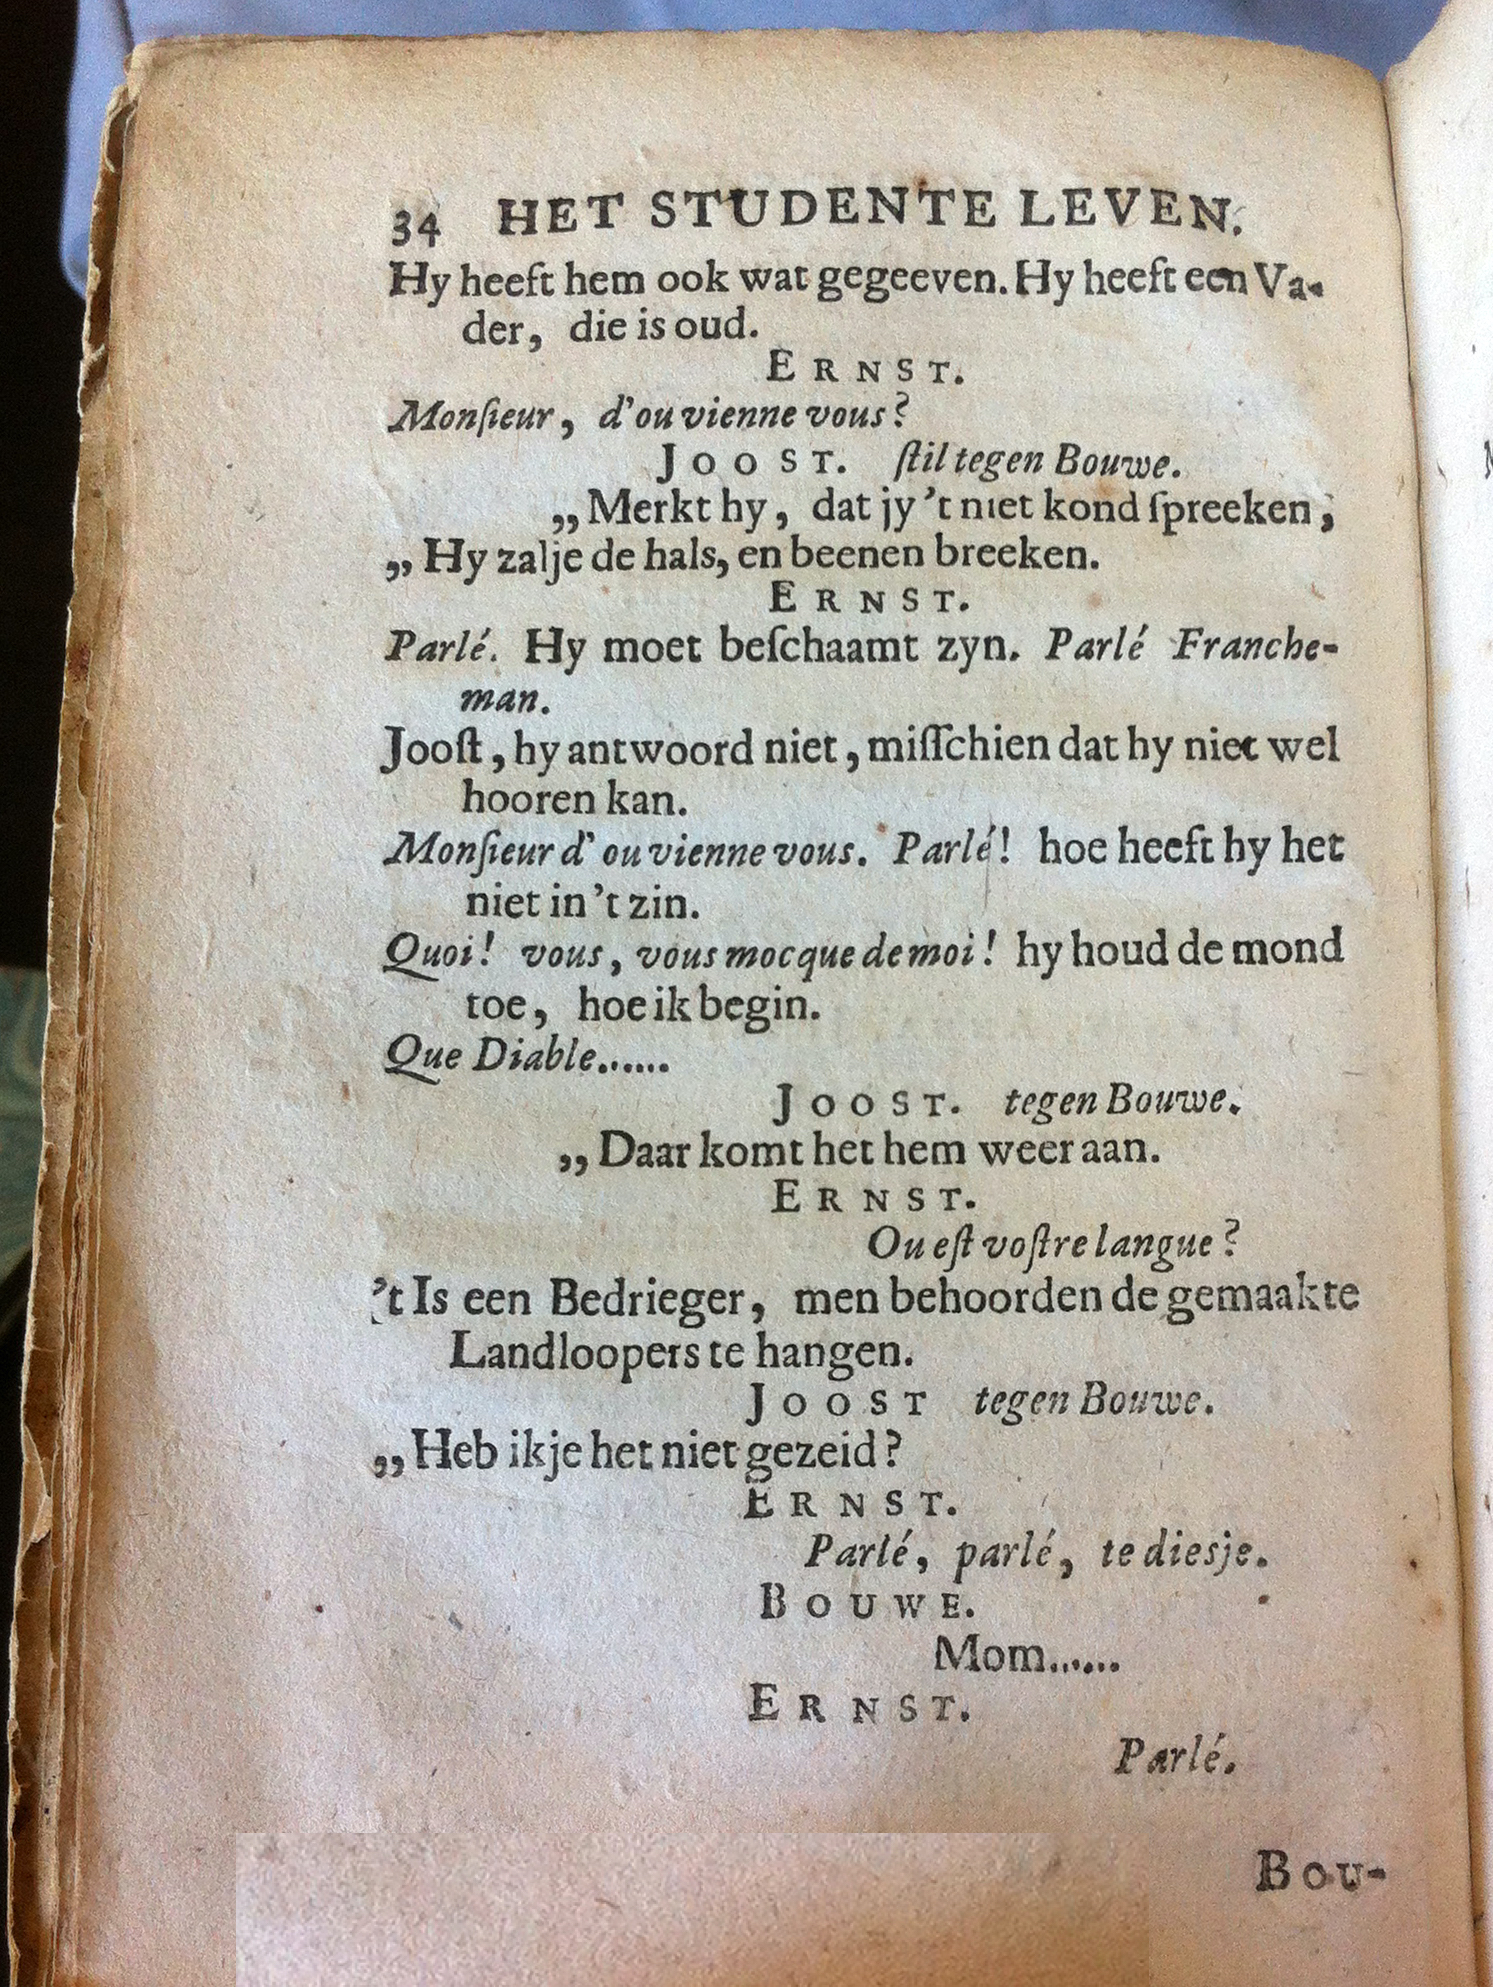 34 HET STUDENTE LEVEN.
Hy heeft hem ook wat gegeeven. Hy heeft een Va-
der, die is oud.
ERNST.
Monſieur, d'ou vienne vous?
JOOST. ſtil tegen Bouwe.
„Merkt hy, dat jy 't niet kond ſpreeken,
„Hy zal je de hals, en beenen breeken.
ERNST.
Parlé. Hy moet beſchaamt zyn. Parlé Franche-
man.
Jooſt, hy antwoord niet, miſſchien dat hy niet wel
hooren kan.
Monſieur d' ou vienne vous. Parlé! hoe heeft hy het
niet in 't zin.
Quoi! vous, vous mocque de moi! hy houd de mond
toe, hoe ik begin.
Que Diable......
JOOST. tegen Bouwe.
„Daar komt het hem weer aan.
ERNST.
Ou eſt voſtre langue?
't Is een Bedrieger, men behoorden de gemaakte
Landloopers te hangen.
JOOST tegen Bouwe.
„Heb ik je het niet gezeid?
ERNST.
Parlé, parlé, te diesje.
BOUWE.
Mom......
ERNST.
Parlé.
BOU-